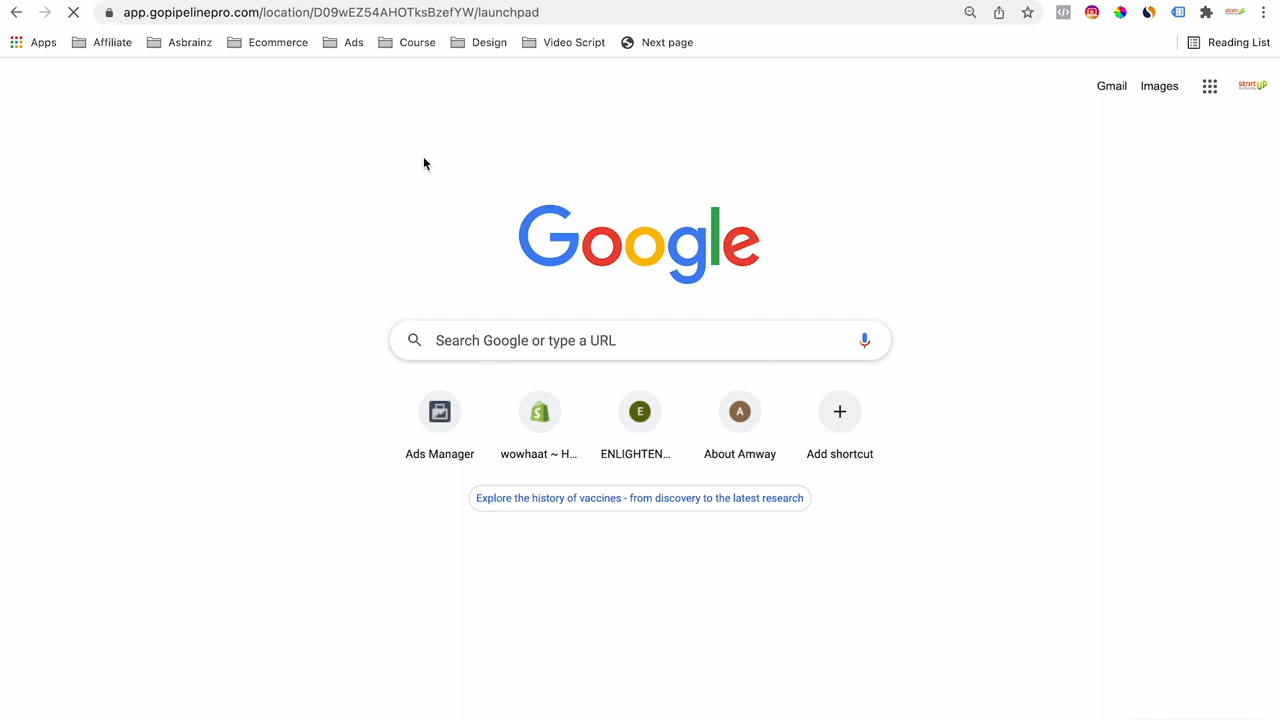 app.gopipelinepro.com/location/D09wEZ54AHOTksBzefYW/launchpad
Apps Affiliate Asbrainz Ecommerce Ads Course Design Video Script Next page Reading List
Gmail Images startUP
Google
Search Google or type a URL
E A
Ads Manager wowhaat ~ H... ENLIGHTEN... About Amway Add shortcut
Explore the history of vaccines - from discovery to the latest research